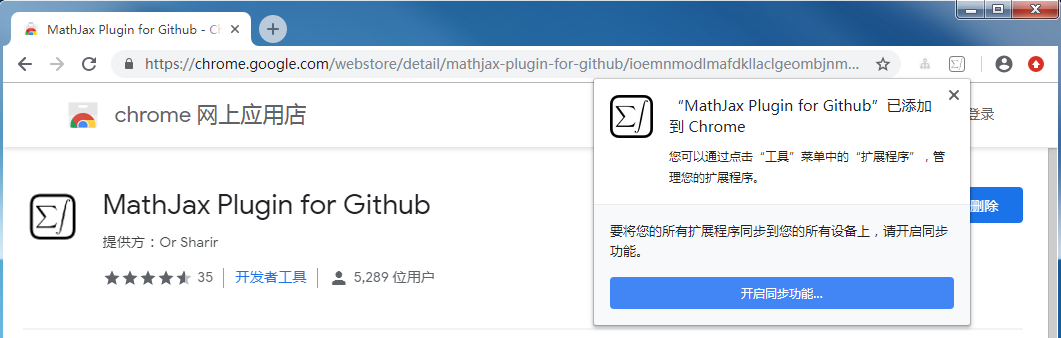 MathJax Plugin for Github - Ch
https://chrome.google.com/webstore/detail/mathjax-plugin-for-github/ioemnmodlmafdkllaclgeombjnm...
chrome 网上应用店
登录
“MathJax Plugin for Github”已添加
到 Chrome
您可以通过点击“工具”菜单中的“扩展程序”，管
理您的扩展程序。
MathJax Plugin for Github
删除
提供方：Or Sharir
35
开发者工具
5,289 位用户
要将您的所有扩展程序同步到您的所有设备上，请开启同步
功能。
开启同步功能...